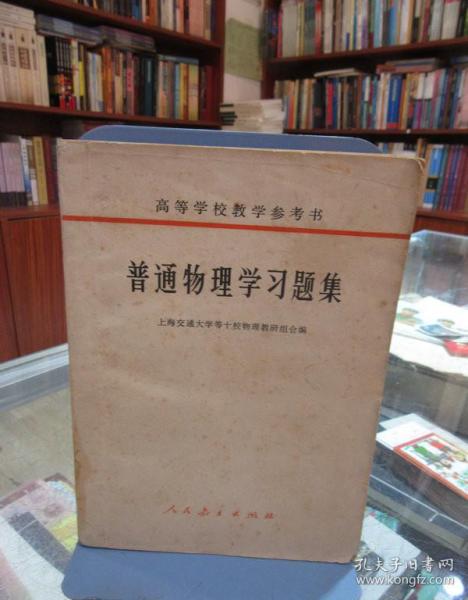 高等学校教学参考书
普通物理学习题集
上海交通大学等十校物理教研组合编
人民教育出版社
孔夫子旧书网
www.kongfz.com